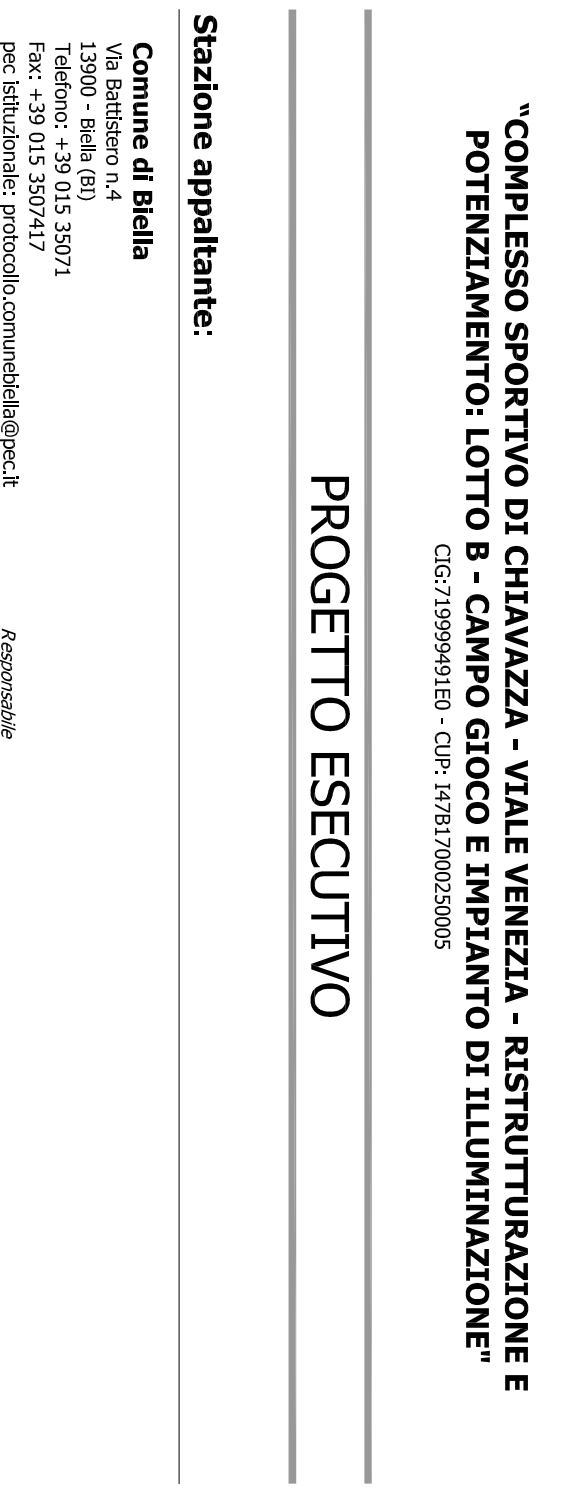 “COMPLESSO SPORTIVO DI CHIAVAZZA - VIALE VENEZIA - RISTRUTTURAZIONE E
POTENZIAMENTO: LOTTO B - CAMPO GIOCO E IMPIANTO DI ILLUMINAZIONE"
CIG:719999491E0 - CUP: I47B17000250005
PROGETTO ESECUTIVO
Stazione appaltante:
Comune di Biella
Via Battistero n.4
13900 - Biella (BI)
Telefono: +39 015 35071
Fax: +39 015 3507417
pec istituzionale: protocollo.comunebiella@pec.it
Responsabile